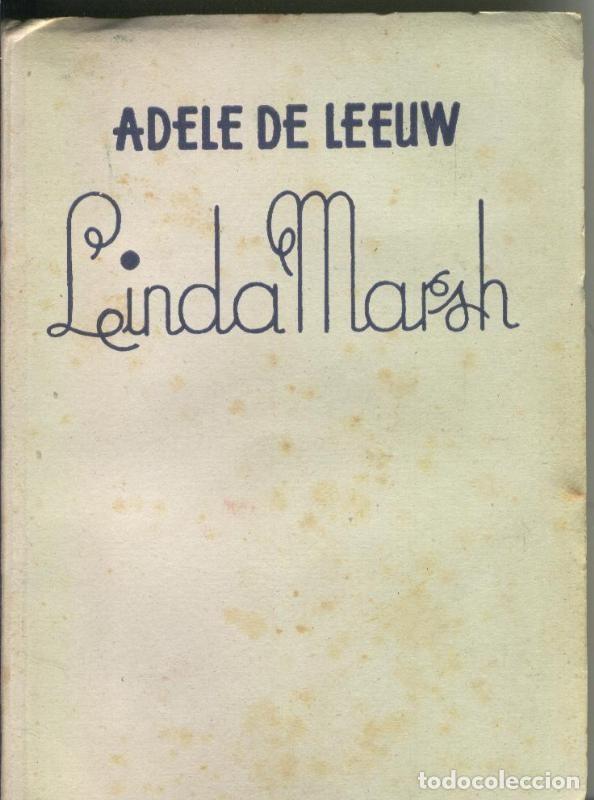 ADELE DE LEEUW
Linda Marsh
todocoleccion